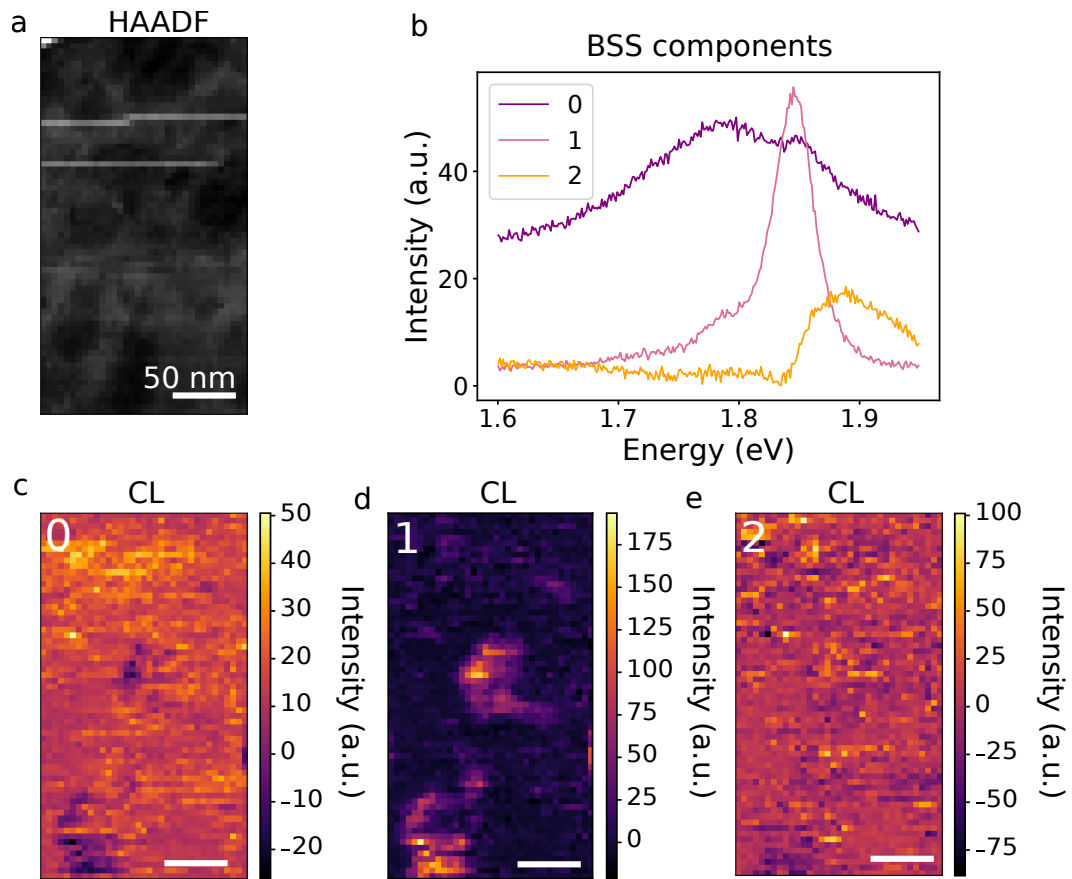 a
HAADF
50 nm
b
BSS components
0
1
2
Intensity (a.u.)
40
20
0
1.6
1.7
1.8
1.9
Energy (eV)
c
CL
0
50
40
30
20
10
0
−10
−20
Intensity (a.u.)
d
CL
1
175
150
125
100
75
50
25
0
Intensity (a.u.)
e
CL
2
100
75
50
25
0
−25
−50
−75
Intensity (a.u.)